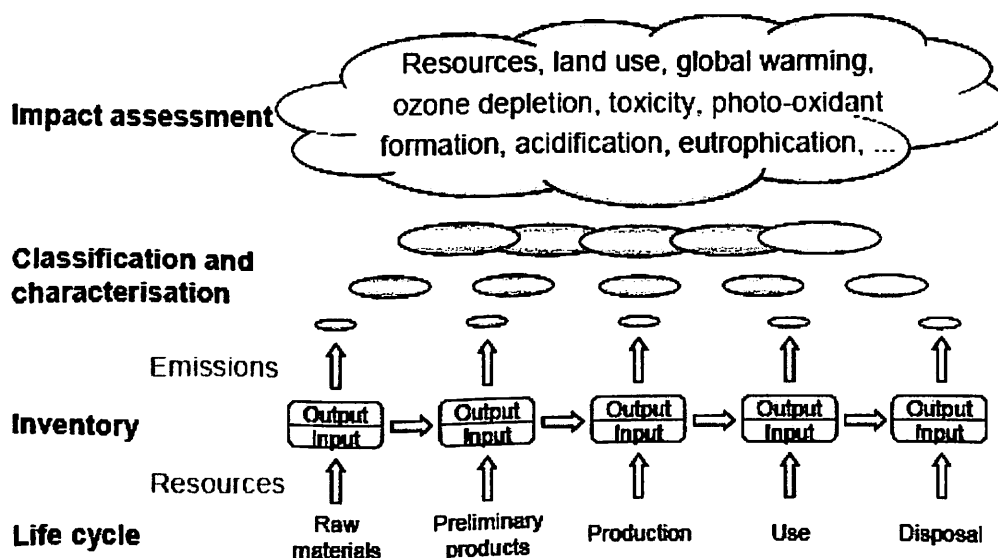 Resources, land use, global warming,
Impact assessment
ozone depletion, toxicity, photo-oxidant
formation, acidification, eutrophication, ...
Classification and
characterisation
Emissions
Inventory
Output
Input
Output
Input
Output
Input
Output
Input
Output
Input
Resources
Life cycle
Raw
materials
Preliminary
products
Production
Use
Disposal